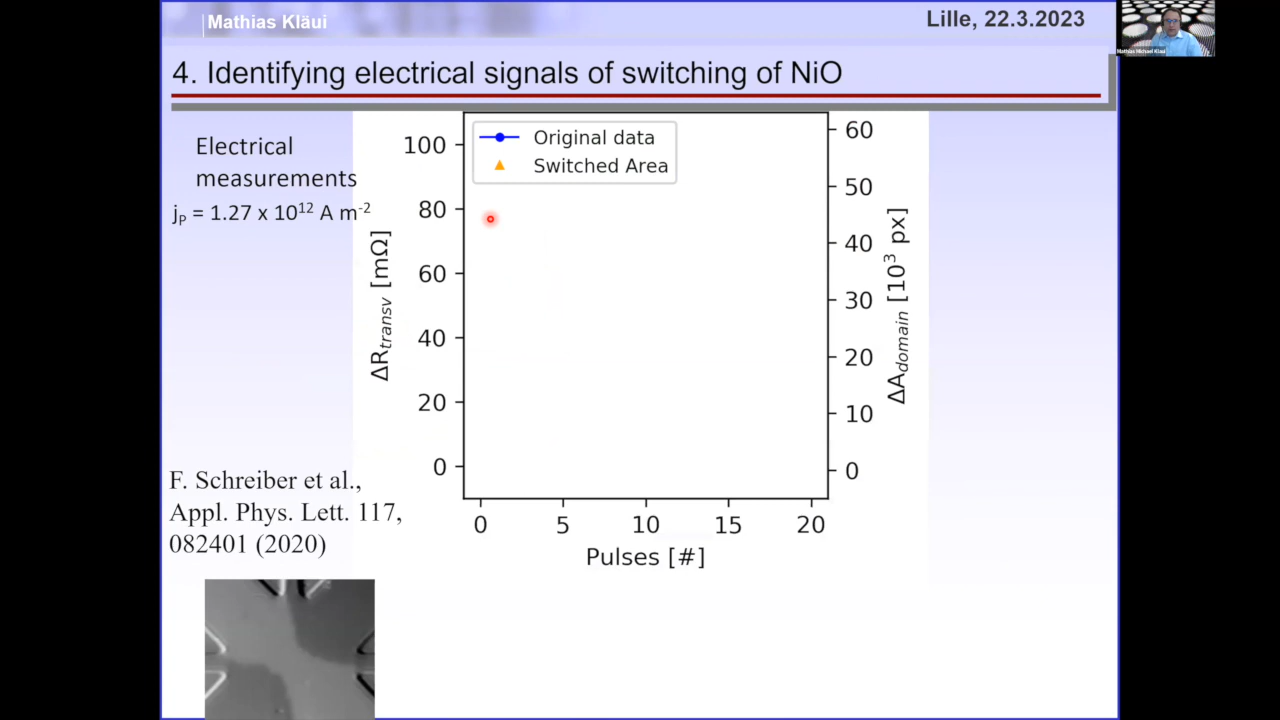 Mathias Kläui
Lille, 22.3.2023
Mathias Michael Kläui
4. Identifying electrical signals of switching of NiO
Electrical
measurements
jP = 1.27 x 10¹² A m⁻²
Original data
Switched Area
100
80
60
40
20
0
ΔRtransv [mΩ]
60
50
40
30
20
10
0
ΔAdomain [10³ px]
0 5 10 15 20
Pulses [#]
F. Schreiber et al.,
Appl. Phys. Lett. 117,
082401 (2020)